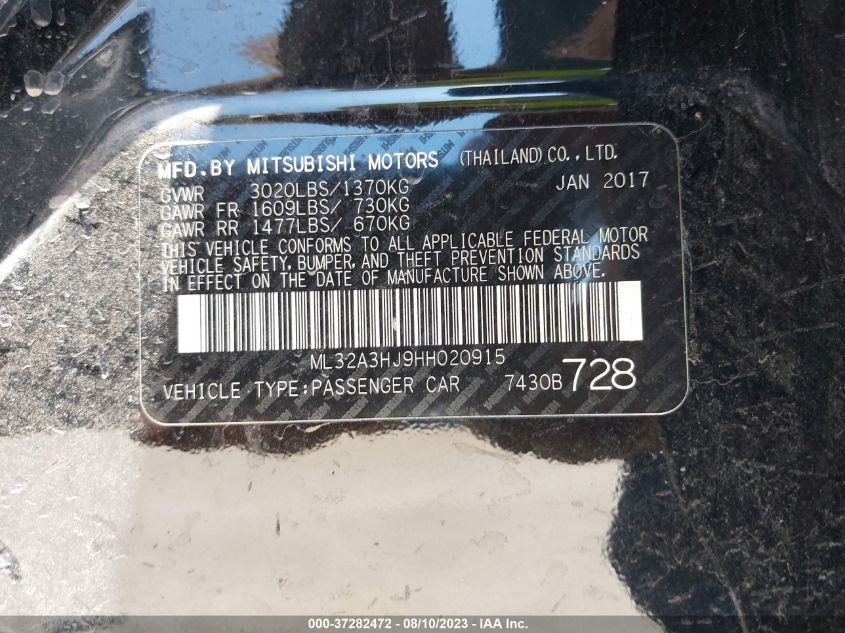 MFD.BY MITSUBISHI MOTORS (THAILAND)CO.,LTD.
GVWR 3020LBS/1370KG JAN 2017
GAWR FR 1609LBS/ 730KG
GAWR RR 1477LBS/ 670KG
THIS VEHICLE CONFORMS TO ALL APPLICABLE FEDERAL MOTOR
VEHICLE SAFETY, BUMPER, AND THEFT PREVENTION STANDARDS
IN EFFECT ON THE DATE OF MANUFACTURE SHOWN ABOVE.
ML32A3HJ9HH020915
VEHICLE TYPE:PASSENGER CAR 7430B 728
000-37282472 - 08/10/2023 - IAA Inc.